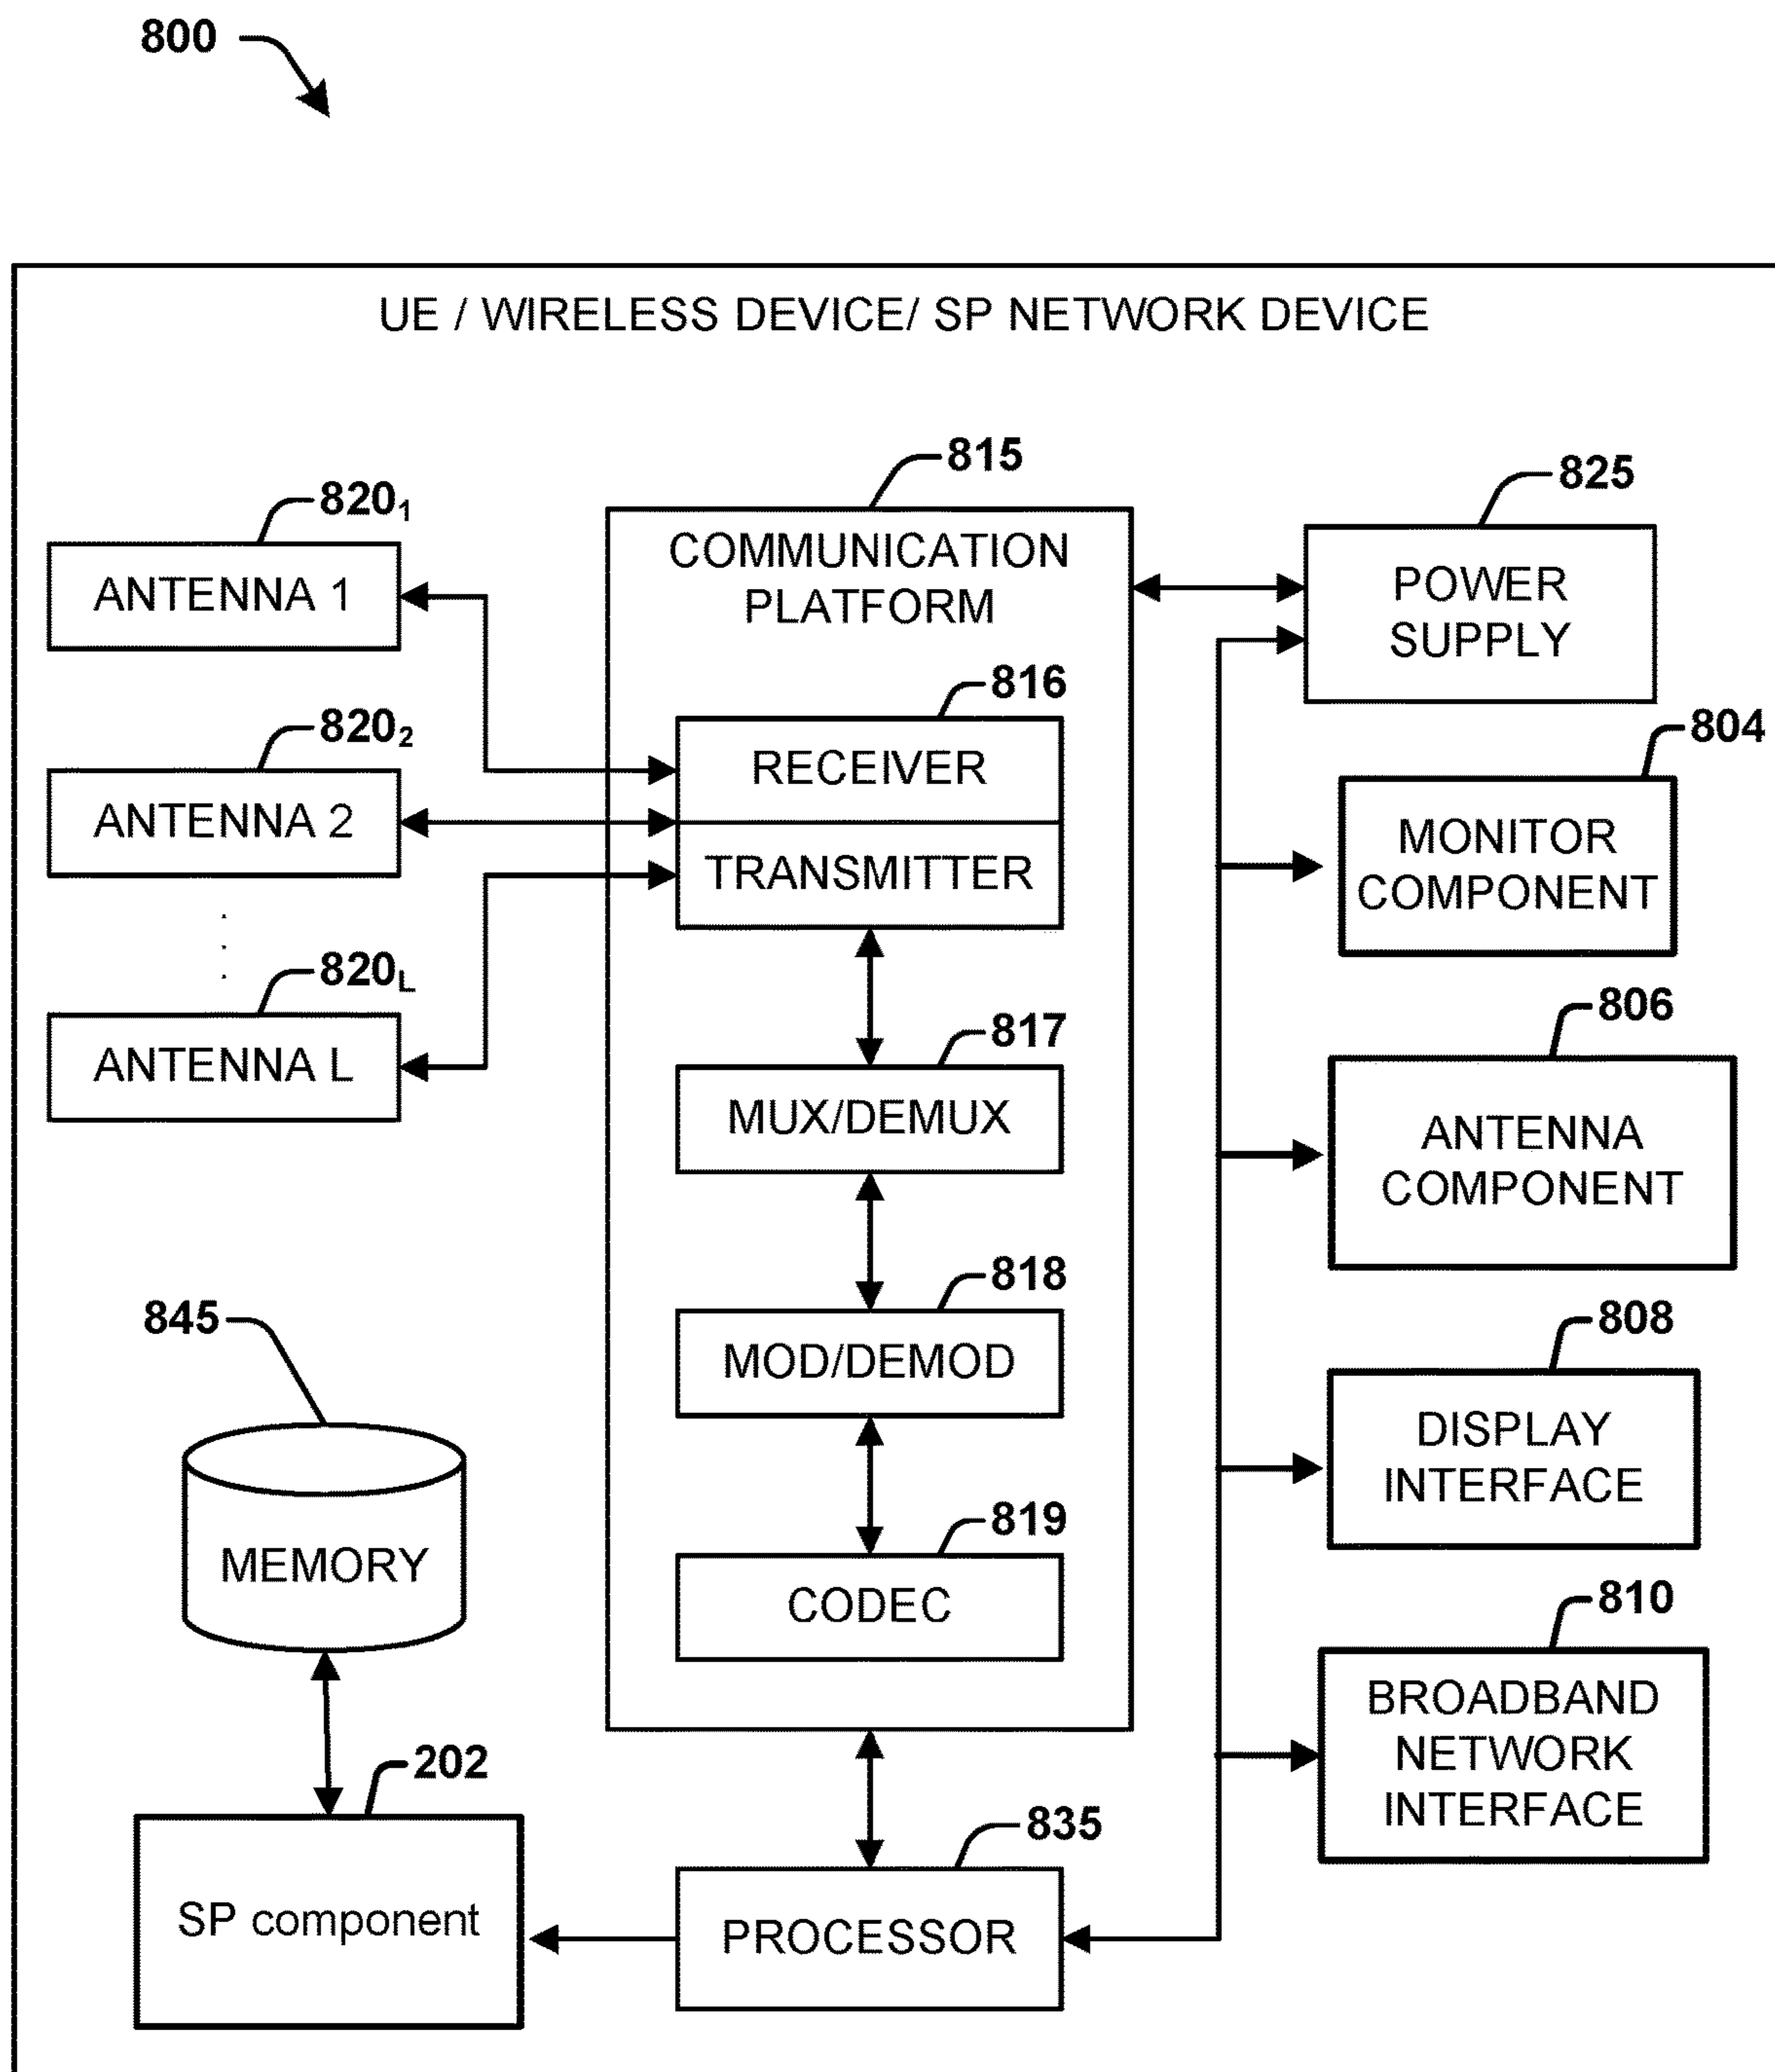 800
UE / WIRELESS DEVICE/ SP NETWORK DEVICE
820₁
ANTENNA 1
820₂
ANTENNA 2
820L
ANTENNA L
815
COMMUNICATION
PLATFORM
816
RECEIVER
TRANSMITTER
817
MUX/DEMUX
818
MOD/DEMOD
819
CODEC
825
POWER
SUPPLY
804
MONITOR
COMPONENT
806
ANTENNA
COMPONENT
808
DISPLAY
INTERFACE
810
BROADBAND
NETWORK
INTERFACE
845
MEMORY
202
SP component
835
PROCESSOR